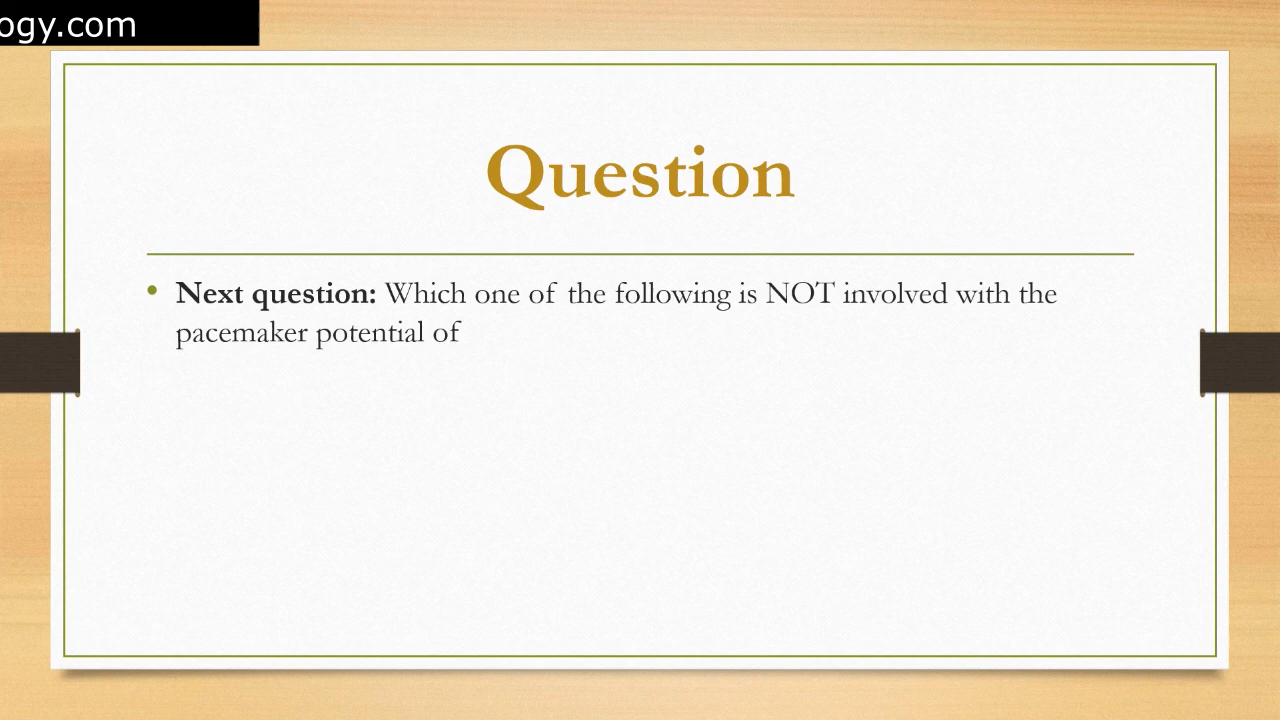 ogy.com
Question
• Next question: Which one of the following is NOT involved with the
pacemaker potential of